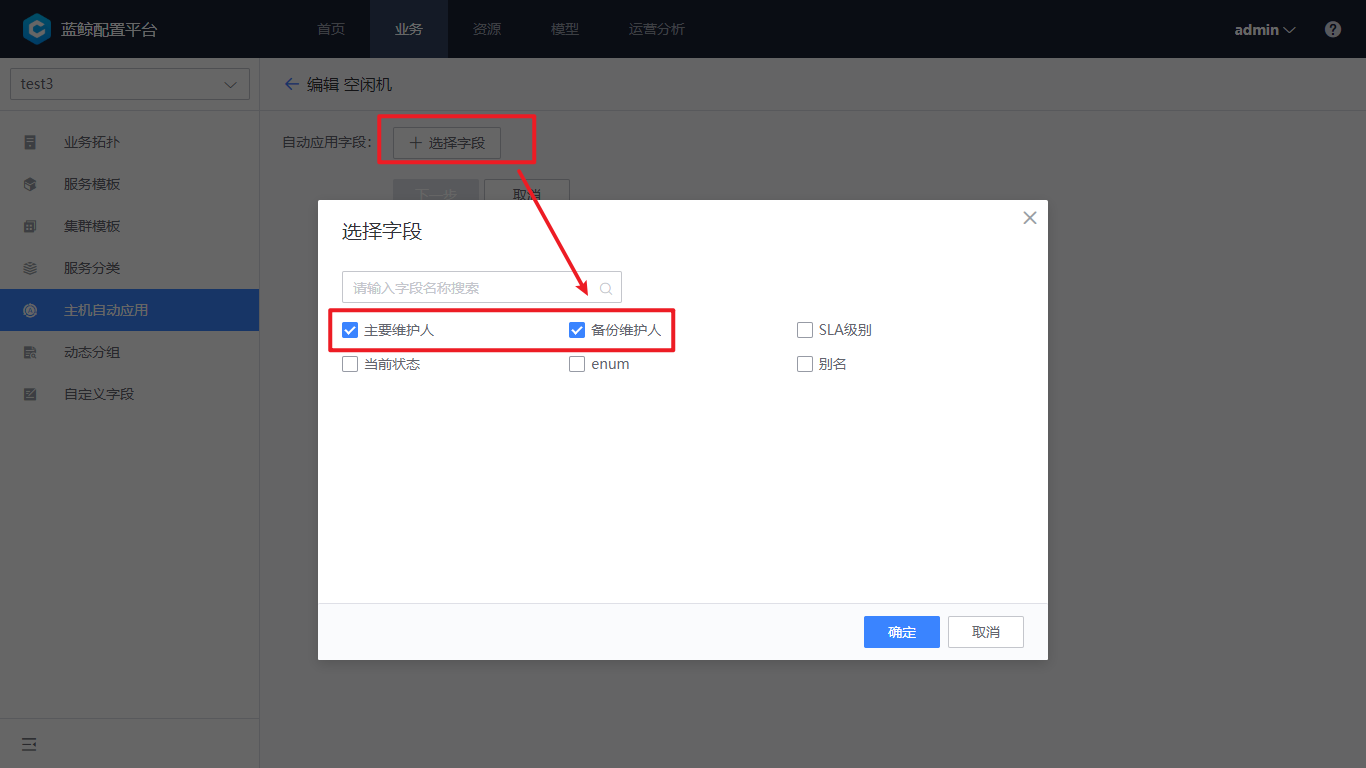 蓝鲸配置平台 首页 业务 资源 模型 运营分析 admin
test3
编辑 空闲机
业务拓扑
服务模板
集群模板
服务分类
主机自动应用
动态分组
自定义字段
自动应用字段：
选择字段
下一步 取消
选择字段
请输入字段名称搜索
主要维护人 备份维护人 SLA级别
当前状态 enum 别名
确定 取消